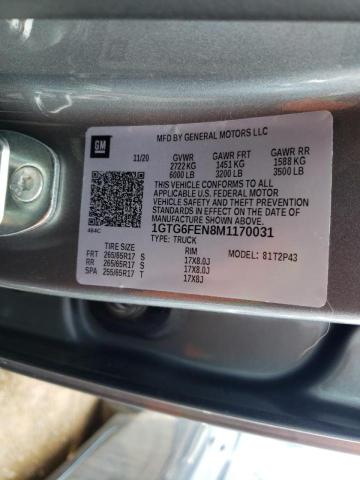 GM
MFD BY GENERAL MOTORS LLC
11/20 GVWR GAWR FRT GAWR RR
2722 KG 1451 KG 1588 KG
6000 LB 3200 LB 3500 LB
THIS VEHICLE CONFORMS TO ALL
APPLICABLE U.S. FEDERAL MOTOR
VEHICLE SAFETY AND THEFT PREVENTION
STANDARDS IN EFFECT ON THE DATE OF
MANUFACTURE SHOWN ABOVE.
484C
1GTG6FEN8M1170031
TYPE: TRUCK
TIRE SIZE RIM MODEL: 81T2P43
FRT 265/65R17 S 17X8.0J
RR 265/65R17 S 17X8.0J
SPA 255/65R17 T 17X8J